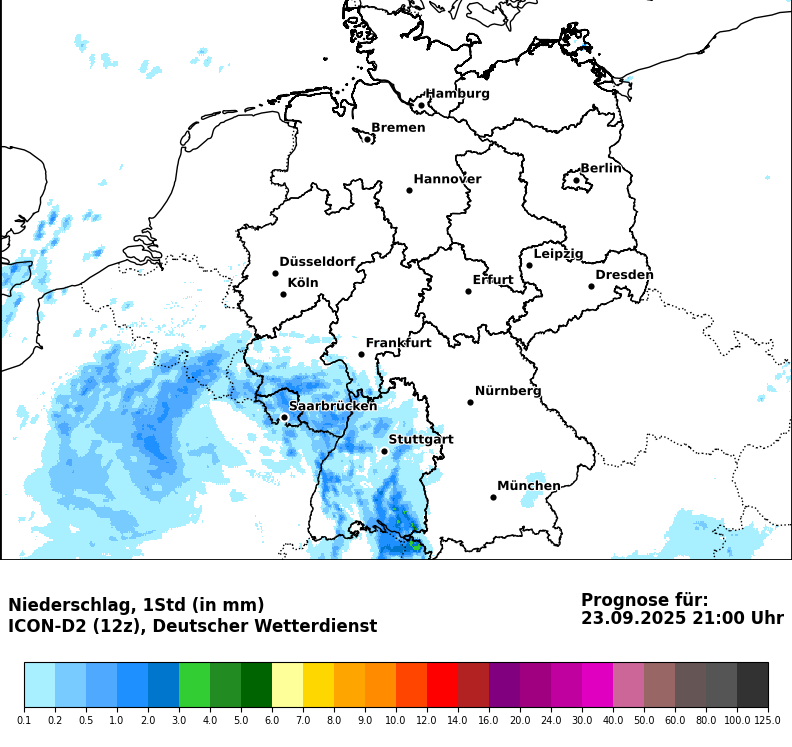 Hamburg
Bremen
Berlin
Hannover
Leipzig
Düsseldorf
Dresden
Köln
Erfurt
Frankfurt
Nürnberg
Saarbrücken
Stuttgart
München
Niederschlag, 1Std (in mm)
ICON-D2 (12z), Deutscher Wetterdienst
Prognose für:
23.09.2025 21:00 Uhr
0.1 0.2 0.5 1.0 2.0 3.0 4.0 5.0 6.0 7.0 8.0 9.0 10.0 12.0 14.0 16.0 20.0 24.0 30.0 40.0 50.0 60.0 80.0 100.0 125.0